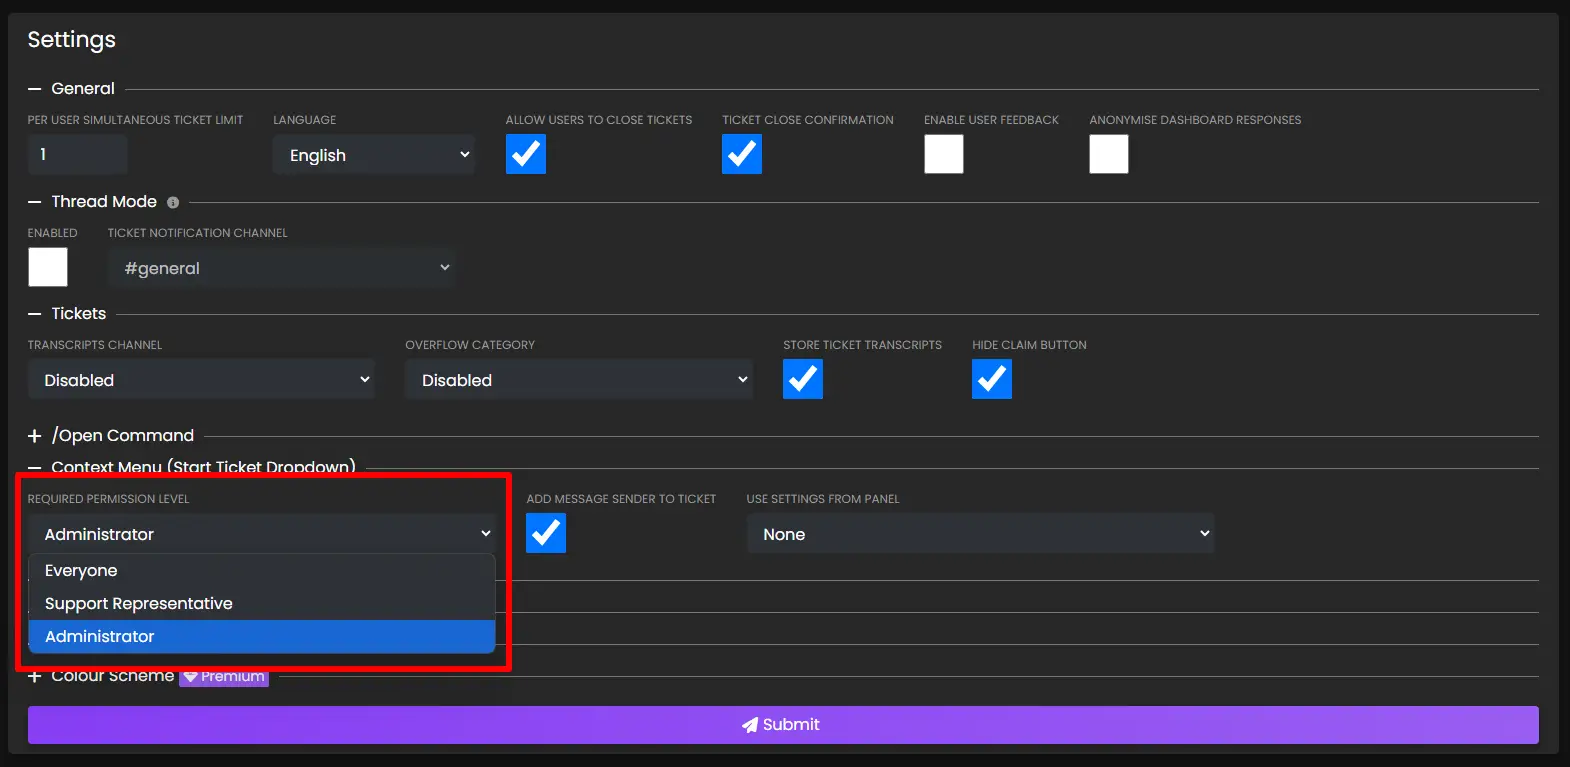 Settings
General
PER USER SIMULTANEOUS TICKET LIMIT LANGUAGE ALLOW USERS TO CLOSE TICKETS TICKET CLOSE CONFIRMATION ENABLE USER FEEDBACK ANONYMISE DASHBOARD RESPONSES
1 English
Thread Mode
ENABLED TICKET NOTIFICATION CHANNEL
#general
Tickets
TRANSCRIPTS CHANNEL OVERFLOW CATEGORY STORE TICKET TRANSCRIPTS HIDE CLAIM BUTTON
Disabled Disabled
/Open Command
Context Menu (Start Ticket Dropdown)
REQUIRED PERMISSION LEVEL ADD MESSAGE SENDER TO TICKET USE SETTINGS FROM PANEL
Administrator None
Everyone
Support Representative
Administrator
Colour Scheme Premium
Submit